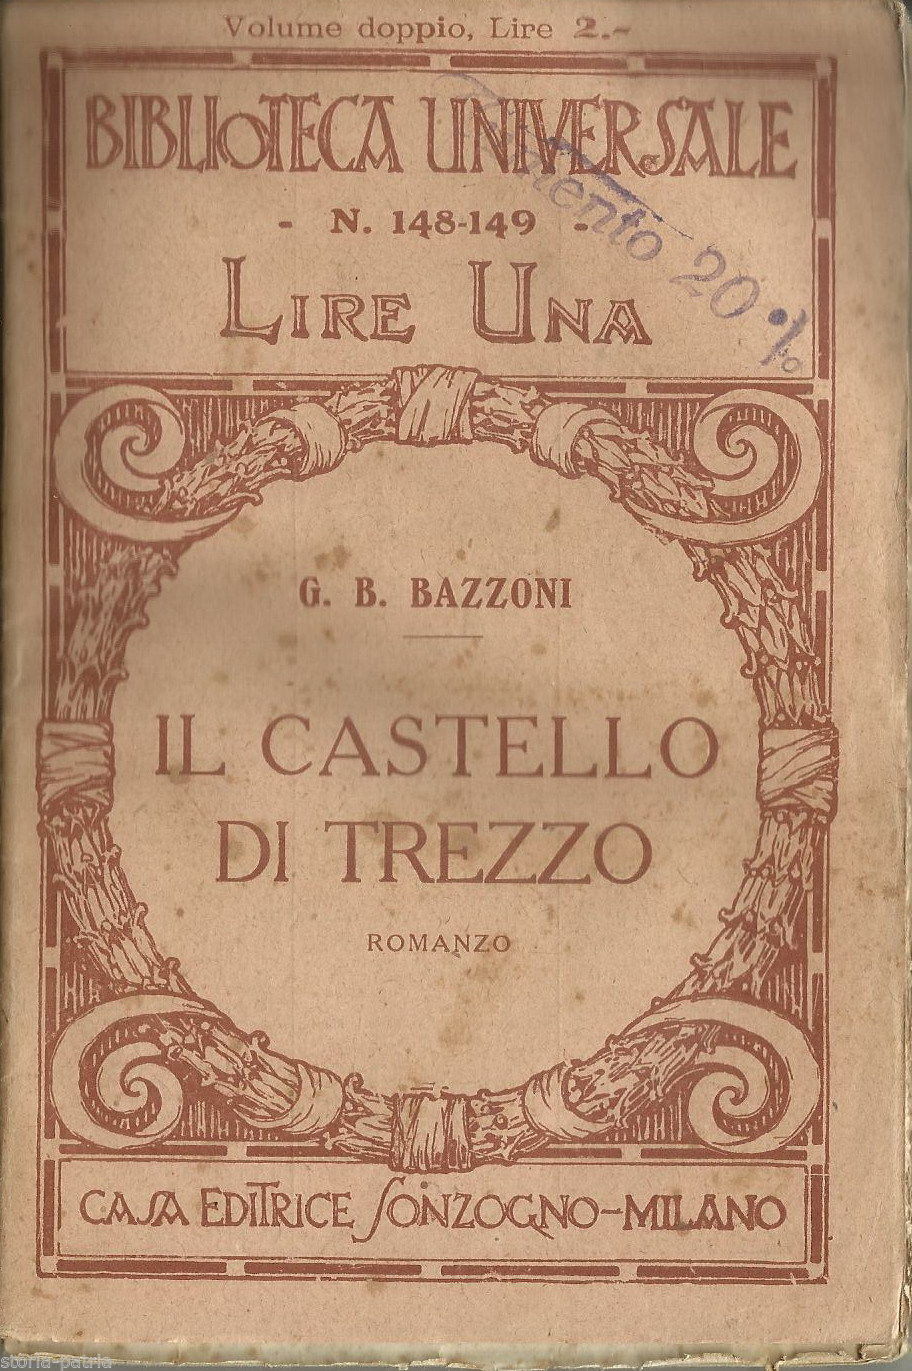 Volume doppio, Lire 2.-
BIBLIOTECA UNIVERSALE
- N. 148-149 -
LIRE UNA
20 %
G. B. BAZZONI
IL CASTELLO
DI TREZZO
ROMANZO
CASA EDITRICE SONZOGNO-MILANO
storia-patria